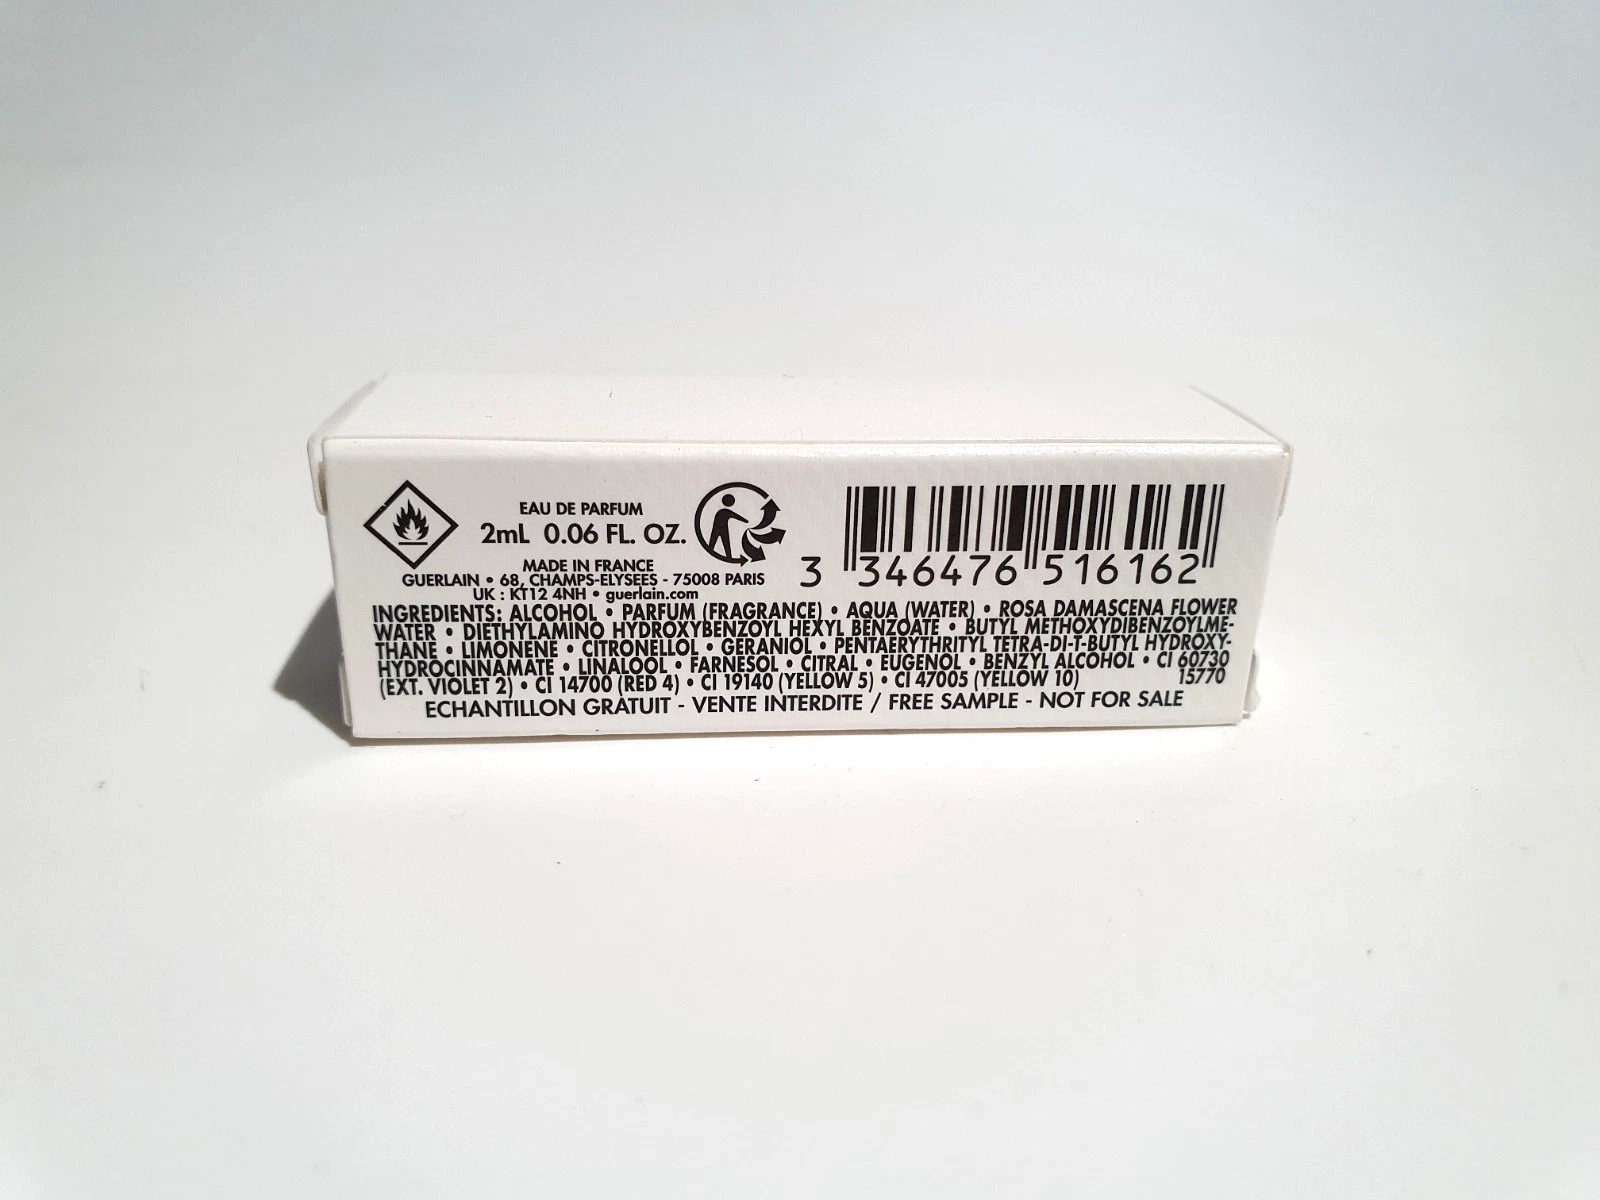 EAU DE PARFUM
2mL 0.06 FL. OZ.
MADE IN FRANCE
GUERLAIN • 68, CHAMPS-ELYSEES - 75008 PARIS
UK : KT12 4NH • guerlain.com
3 346476 516162
INGREDIENTS: ALCOHOL • PARFUM (FRAGRANCE) • AQUA (WATER) • ROSA DAMASCENA FLOWER
WATER • DIETHYLAMINO HYDROXYBENZOYL HEXYL BENZOATE • BUTYL METHOXYDIBENZOYLME-
THANE • LIMONENE • CITRONELLOL • GERANIOL • PENTAERYTHRITYL TETRA-DI-T-BUTYL HYDROXY-
HYDROCINNAMATE • LINALOOL • FARNESOL • CITRAL • EUGENOL • BENZYL ALCOHOL • CI 60730
(EXT. VIOLET 2) • CI 14700 (RED 4) • CI 19140 (YELLOW 5) • CI 47005 (YELLOW 10) 15770
ECHANTILLON GRATUIT - VENTE INTERDITE / FREE SAMPLE - NOT FOR SALE